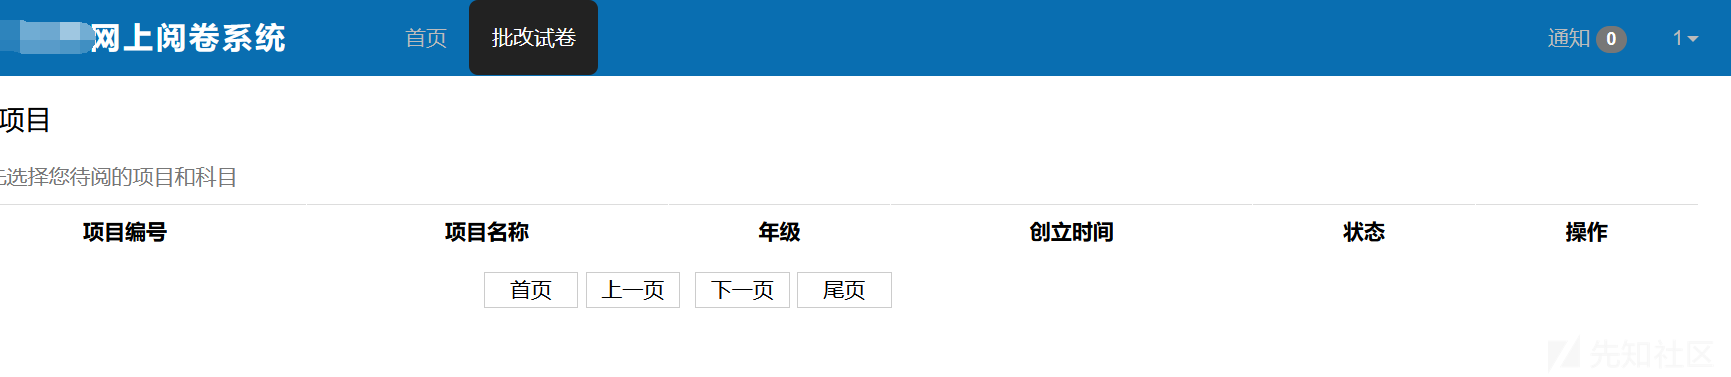 网上阅卷系统 首页 批改试卷 通知 0 1
项目
选择您待阅的项目和科目
项目编号 项目名称 年级 创立时间 状态 操作
首页 上一页 下一页 尾页
先知社区